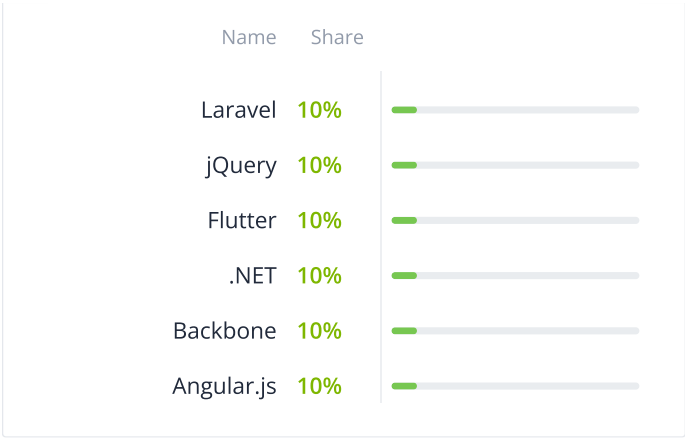 Name Share
Laravel 10%
jQuery 10%
Flutter 10%
.NET 10%
Backbone 10%
Angular.js 10%